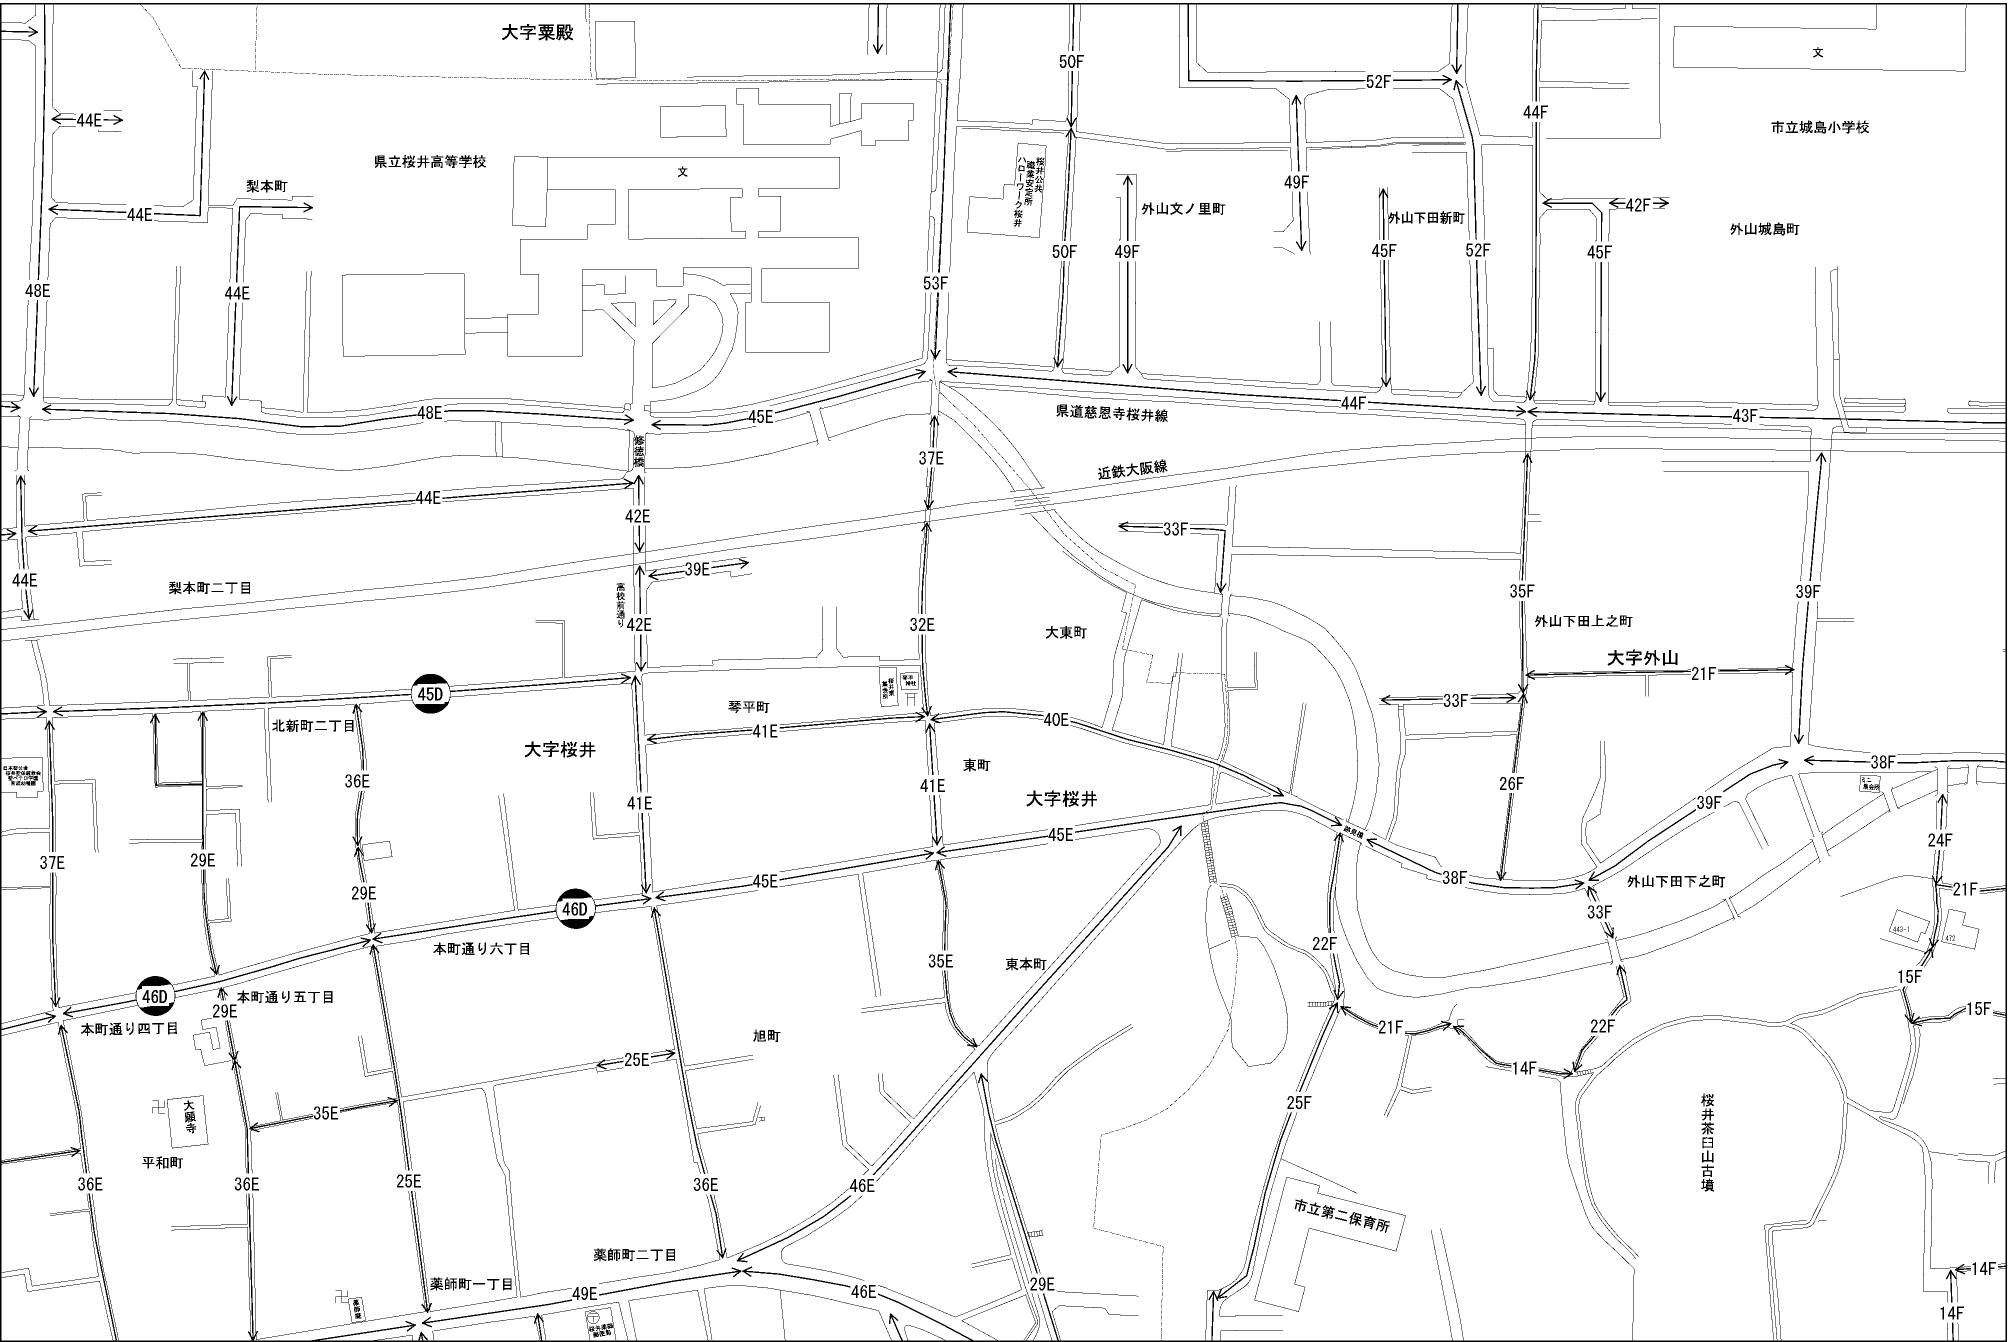 大字粟殿
50F
文
52F
44E
44F
市立城島小学校
県立桜井高等学校
文
桜井公共
職業安定所
ハローワーク桜井
梨本町
49F
44E
外山文ノ里町
外山下田新町
42F
外山城島町
50F
49F
45F
52F
45F
48E
44E
53F
48E
45E
44F
県道慈恩寺桜井線
43F
修徳橋
37E
近鉄大阪線
44E
42E
33F
44E
39E
梨本町二丁目
高校前通り
35F
39F
42E
32E
大東町
外山下田上之町
大字外山
21F
45D
33F
琴平町
40E
北新町二丁目
41E
大字桜井
東町
36E
41E
26F
38F
大字桜井
41E
39F
ミニ
集会所
45E
跡見橋
24F
37E
29E
45E
38F
外山下田下之町
21F
29E
46D
33F
443-1
472
本町通り六丁目
22F
35E
東本町
15F
46D
本町通り五丁目
29E
15F
本町通り四丁目
21F
22F
旭町
25E
14F
25F
大願寺
35E
桜井茶臼山古墳
平和町
36E
36E
25E
36E
46E
市立第二保育所
薬師町二丁目
14F
薬師町一丁目
49E
46E
29E
14F